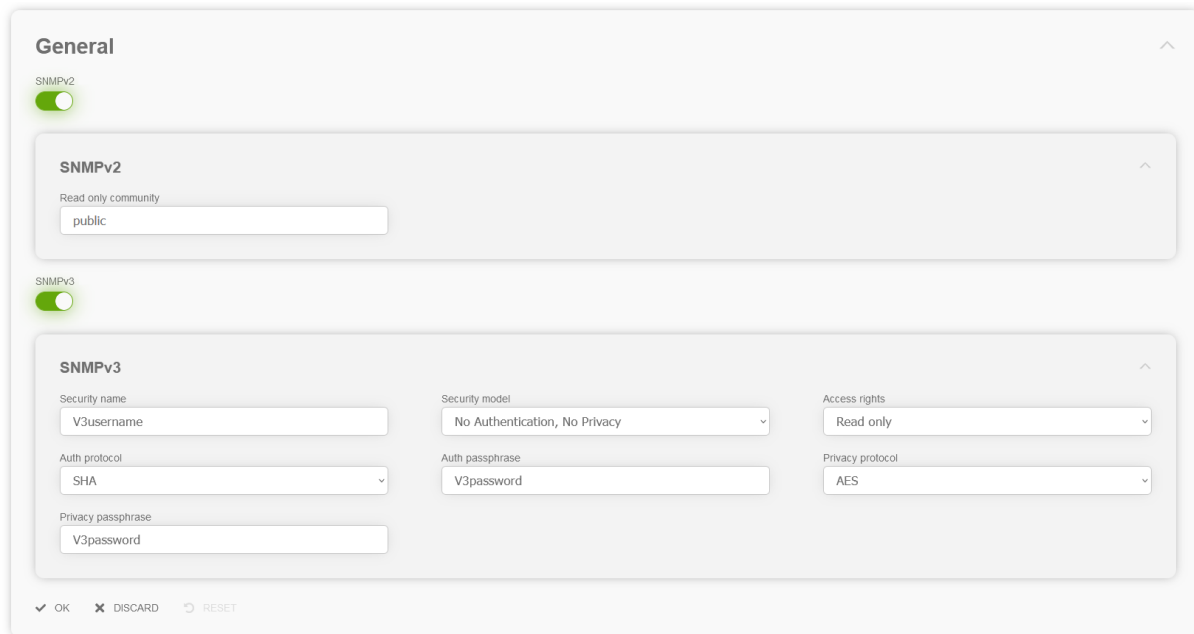 General
SNMPv2
SNMPv2
Read only community
public
SNMPv3
SNMPv3
Security name
Security model
Access rights
V3username
No Authentication, No Privacy
Read only
Auth protocol
Auth passphrase
Privacy protocol
SHA
V3password
AES
Privacy passphrase
V3password
OK DISCARD RESET